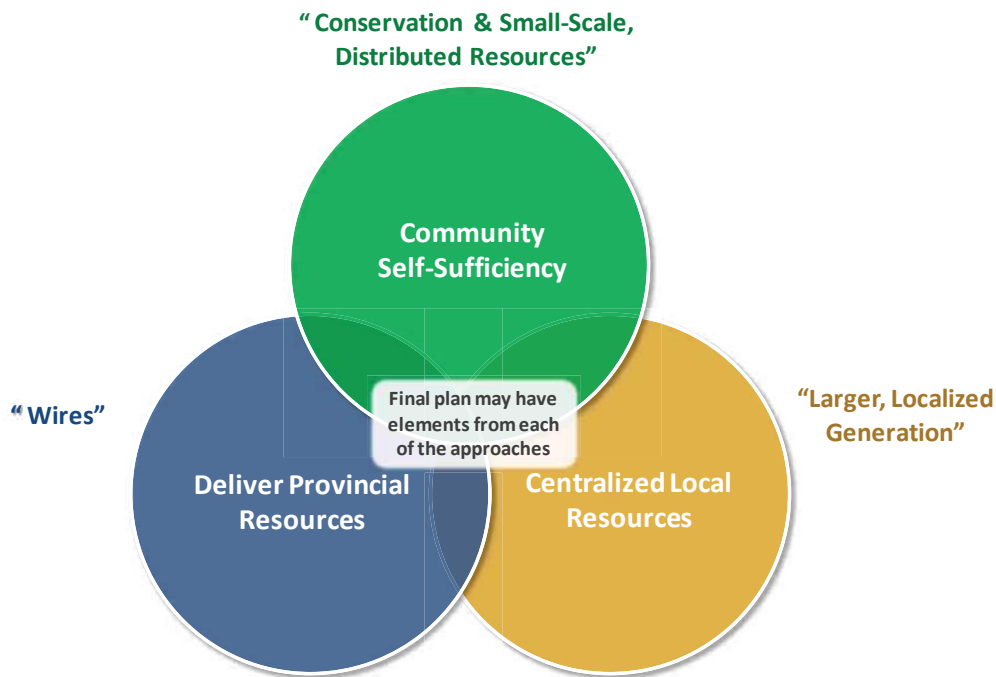 “ Conservation & Small-Scale,
Distributed Resources”
Community
Self-Sufficiency
“ Wires”
Final plan may have
elements from each
of the approaches
“Larger, Localized
Generation”
Deliver Provincial
Resources
Centralized Local
Resources